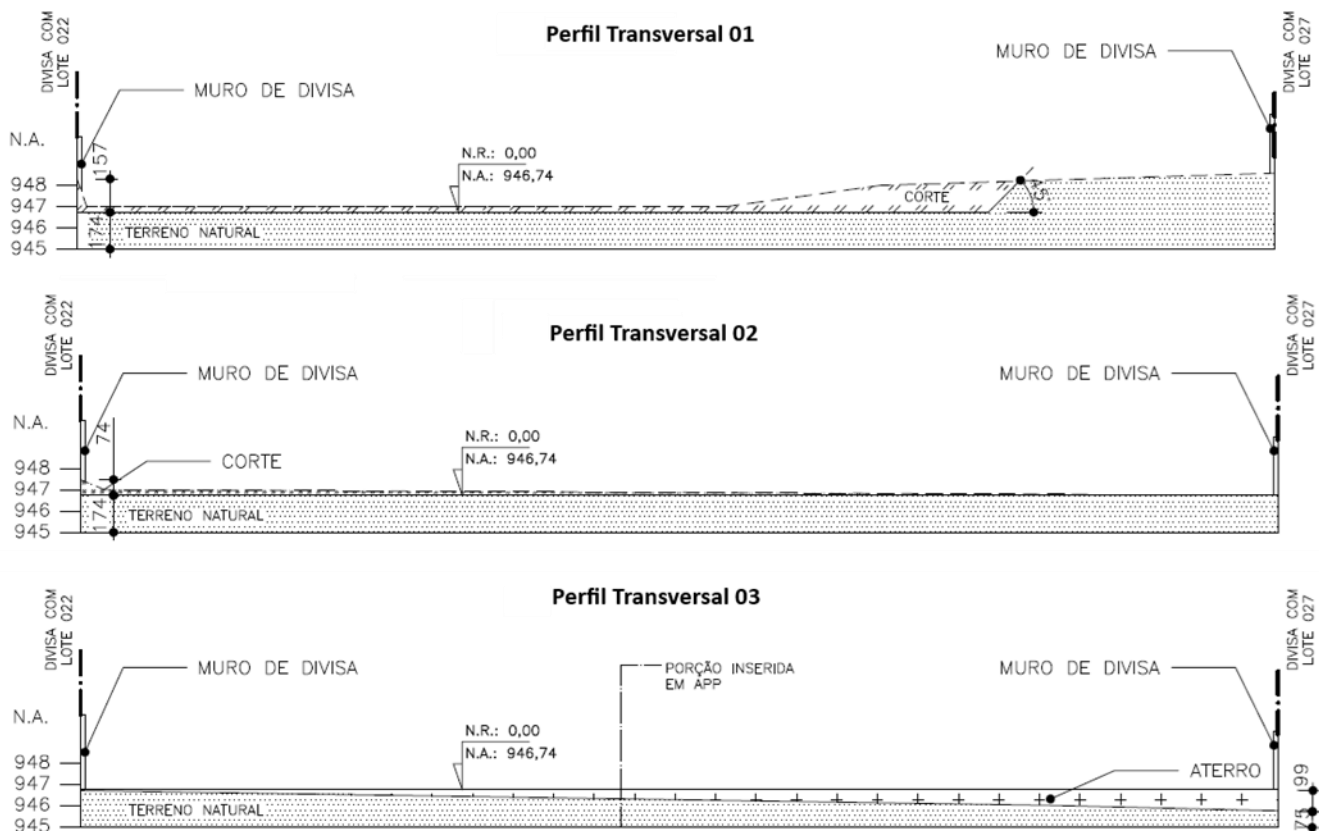 Perfil Transversal 01
DIVISA COM
LOTE 022
DIVISA COM
LOTE 027
MURO DE DIVISA
MURO DE DIVISA
N.A.
157
N.R.: 0,00
N.A.: 946,74
948
947
946
945
CORTE
45°
174
TERRENO NATURAL
Perfil Transversal 02
DIVISA COM
LOTE 022
DIVISA COM
LOTE 027
MURO DE DIVISA
MURO DE DIVISA
N.A.
74
N.R.: 0,00
N.A.: 946,74
CORTE
948
947
946
945
174
TERRENO NATURAL
Perfil Transversal 03
DIVISA COM
LOTE 022
DIVISA COM
LOTE 027
MURO DE DIVISA
PORÇÃO INSERIDA
EM APP
MURO DE DIVISA
N.A.
N.R.: 0,00
N.A.: 946,74
ATERRO
948
947
946
945
99
75
TERRENO NATURAL